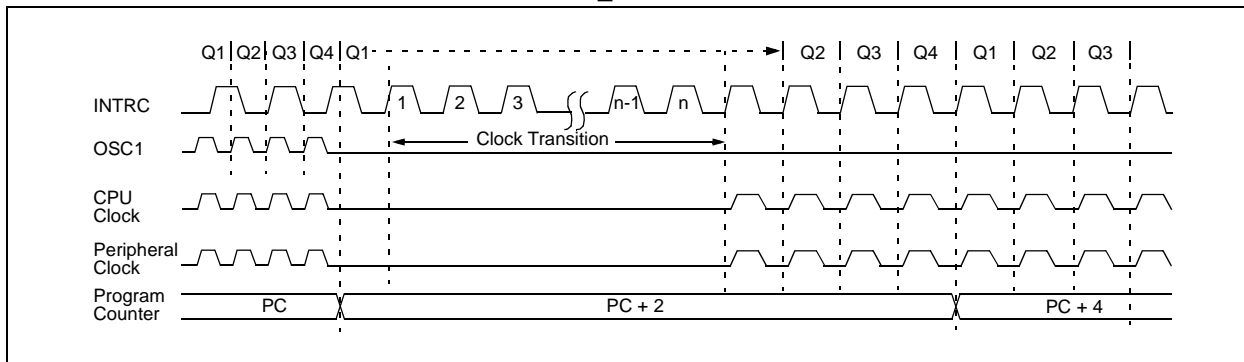 Q1 Q2 Q3 Q4 Q1 Q2 Q3 Q4 Q1 Q2 Q3
INTRC 1 2 3 n-1 n
Clock Transition
OSC1
CPU
Clock
Peripheral
Clock
Program
Counter
PC PC + 2 PC + 4